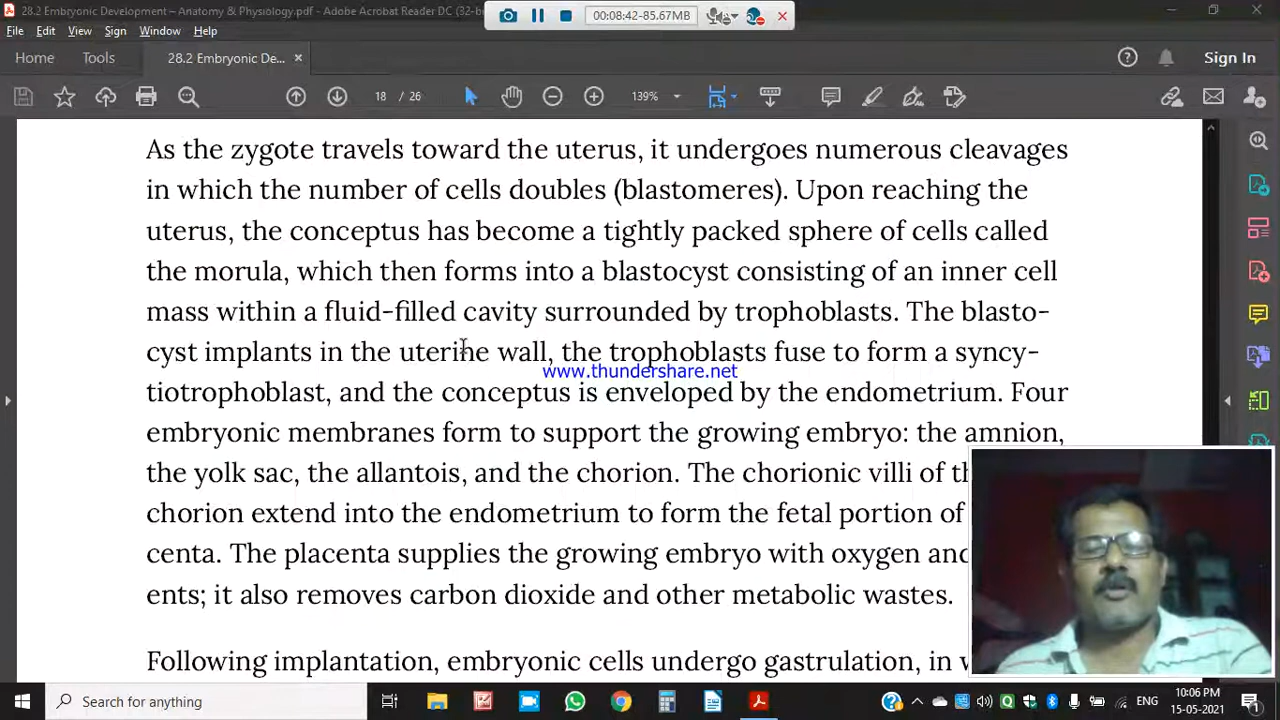 28.2 Embryonic Development – Anatomy & Physiology.pdf - Adobe Acrobat Reader DC (32-b
00:08:42-85.67MB
File Edit View Sign Window Help
Home Tools 28.2 Embryonic De... Sign In
18 / 26 139%
As the zygote travels toward the uterus, it undergoes numerous cleavages
in which the number of cells doubles (blastomeres). Upon reaching the
uterus, the conceptus has become a tightly packed sphere of cells called
the morula, which then forms into a blastocyst consisting of an inner cell
mass within a fluid-filled cavity surrounded by trophoblasts. The blasto-
cyst implants in the uterine wall, the trophoblasts fuse to form a syncy-
www.thundershare.net
tiotrophoblast, and the conceptus is enveloped by the endometrium. Four
embryonic membranes form to support the growing embryo: the amnion,
the yolk sac, the allantois, and the chorion. The chorionic villi of th
chorion extend into the endometrium to form the fetal portion of
centa. The placenta supplies the growing embryo with oxygen and
ents; it also removes carbon dioxide and other metabolic wastes.
Following implantation, embryonic cells undergo gastrulation, in w
Search for anything
ENG
10:06 PM
15-05-2021